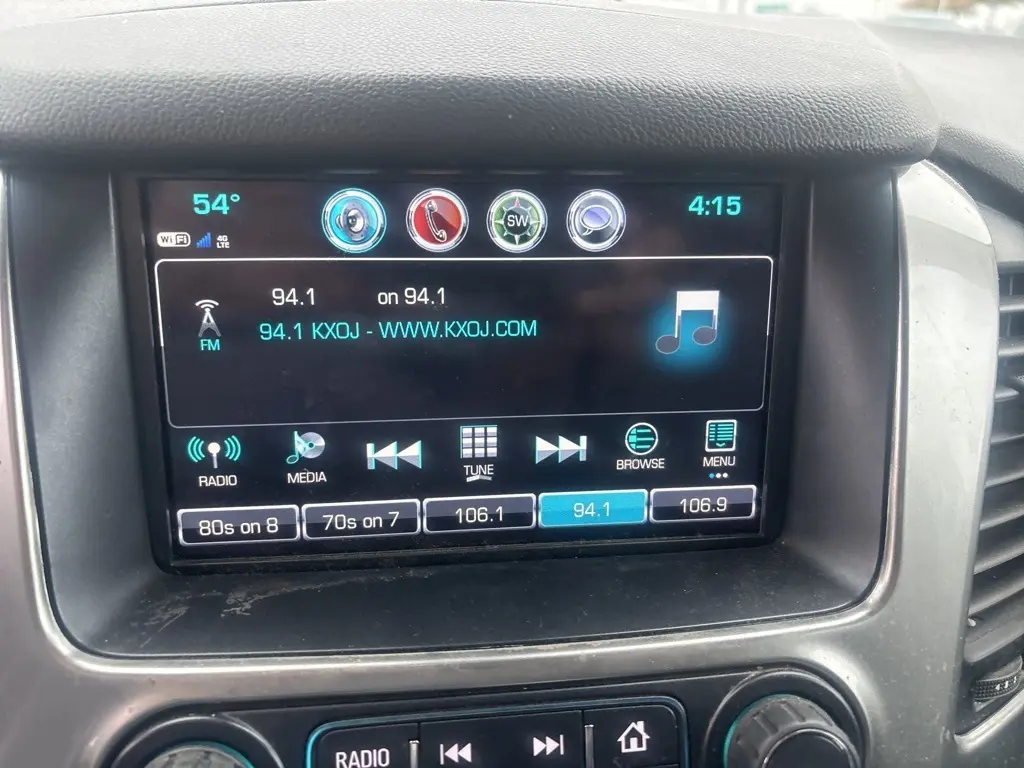 54° 4:15
WiFi 4G LTE
SW
94.1 on 94.1
FM 94.1 KXOJ - WWW.KXOJ.COM
RADIO MEDIA TUNE BROWSE MENU
80s on 8 70s on 7 106.1 94.1 106.9
RADIO